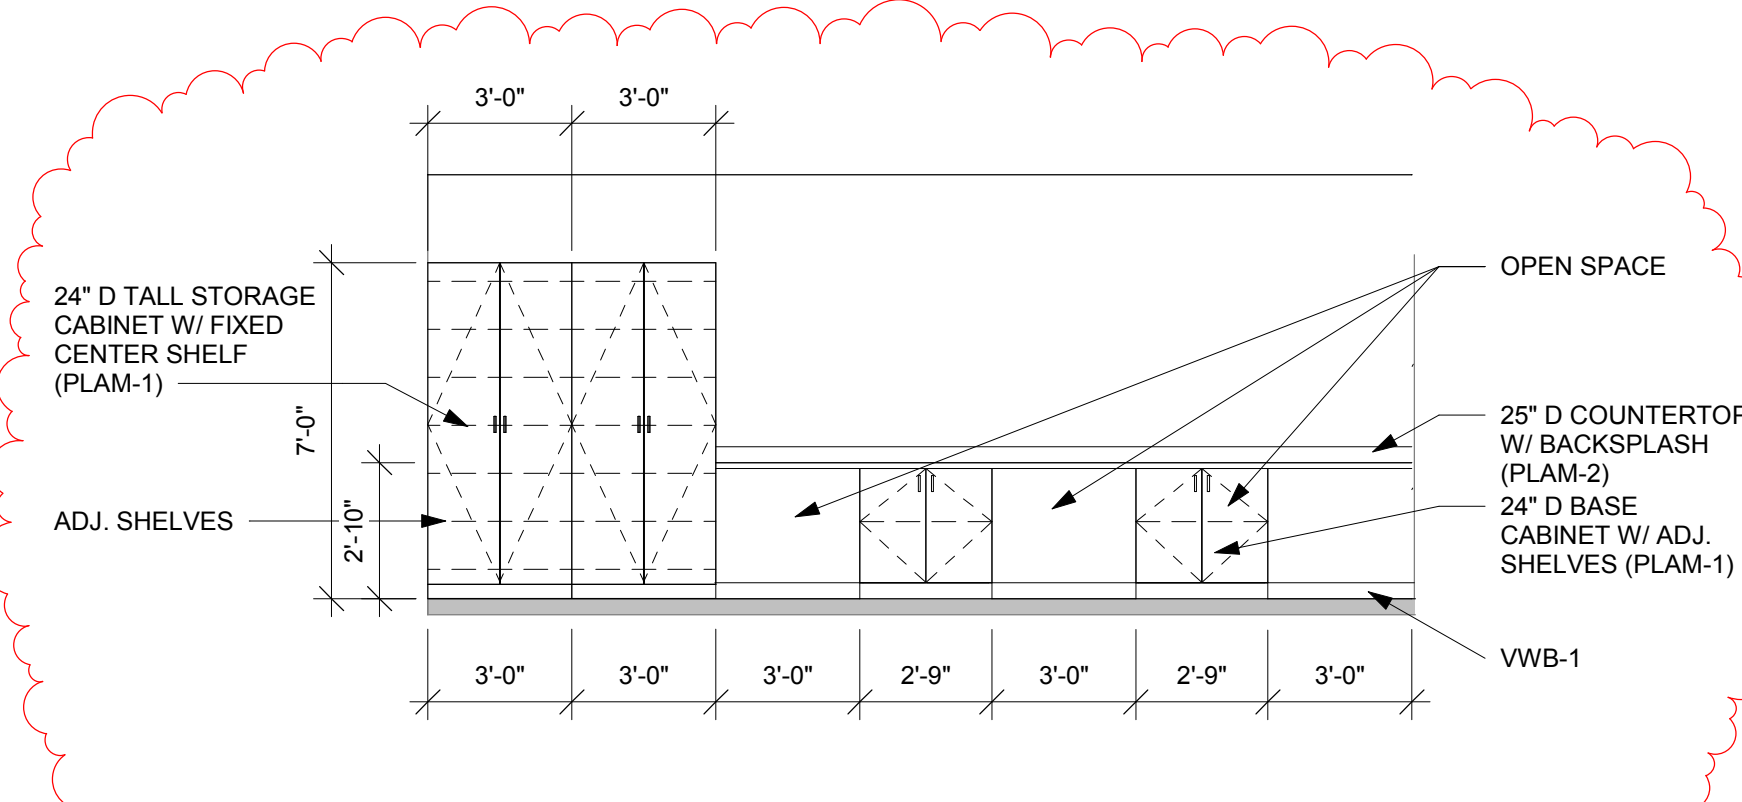 3'-0" 3'-0"
24" D TALL STORAGE
CABINET W/ FIXED
CENTER SHELF
(PLAM-1)
ADJ. SHELVES
7'-0"
2'-10"
OPEN SPACE
25" D COUNTERTOP
W/ BACKSPLASH
(PLAM-2)
24" D BASE
CABINET W/ ADJ.
SHELVES (PLAM-1)
VWB-1
3'-0" 3'-0" 3'-0" 2'-9" 3'-0" 2'-9" 3'-0"